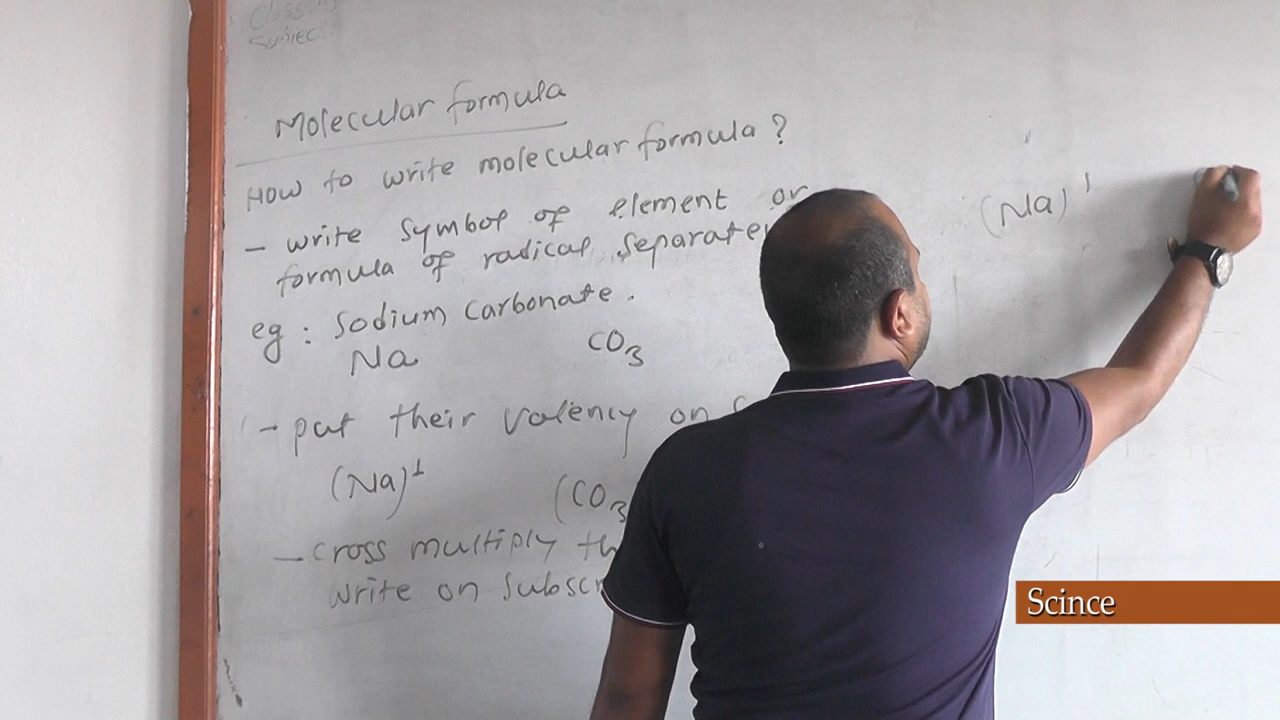 Class
Molecular formula
How to write molecular formula?
- write symbol of element or
formula of radical separate
eg : Sodium Carbonate.
Na CO3
- put their valency on
(Na)1 (CO3
- cross multiply th
write on subscr
(Na)1
Scince